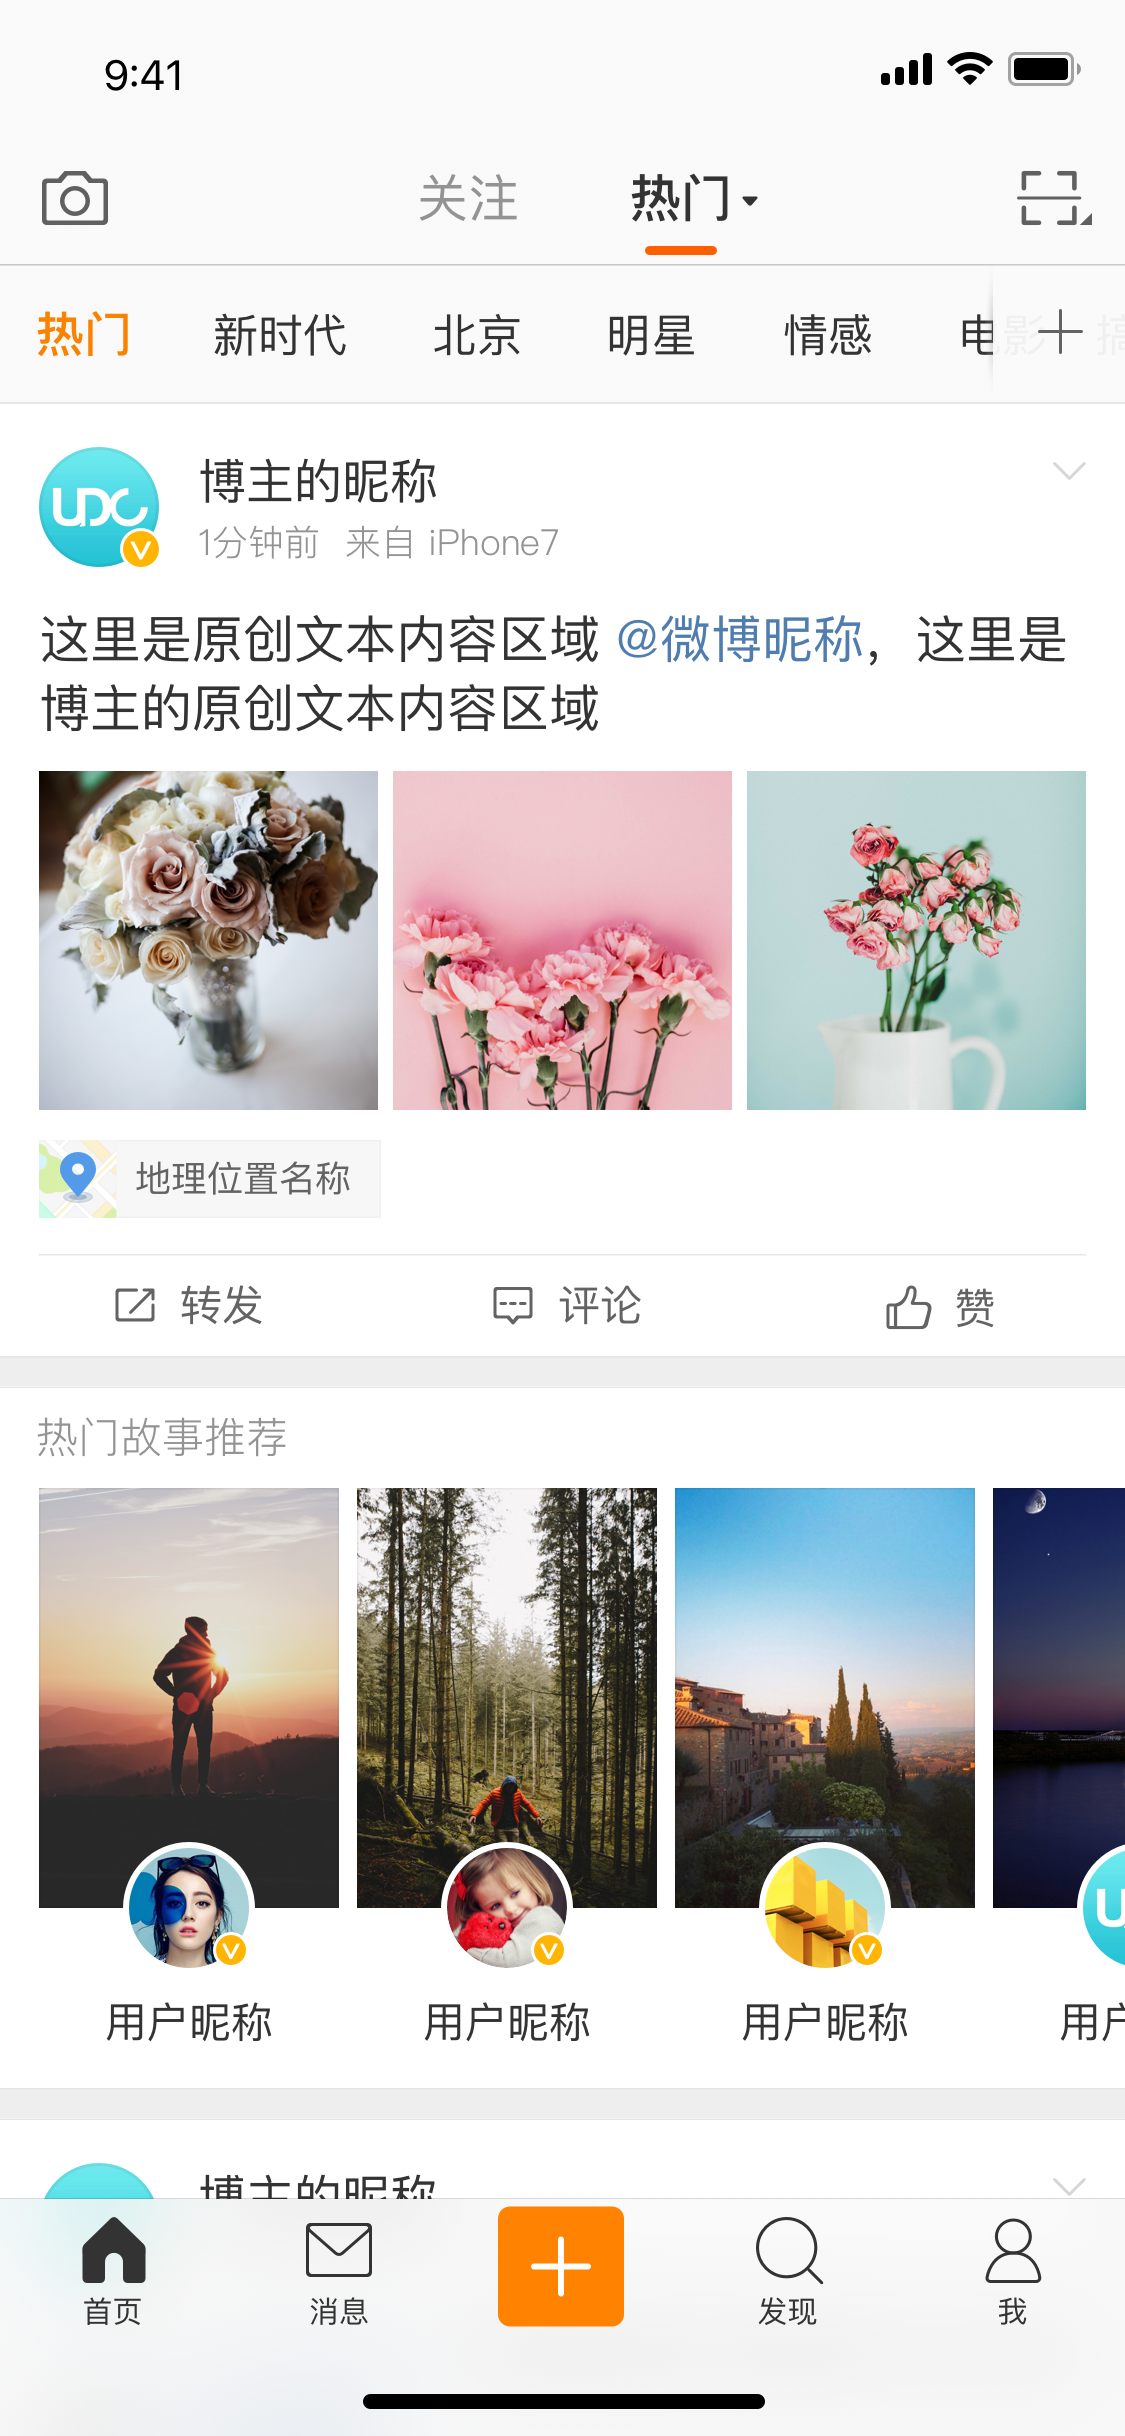 9:41
关注 热门
热门 新时代 北京 明星 情感 电影 搞
UDC
博主的昵称
1分钟前 来自 iPhone7
这里是原创文本内容区域 @微博昵称，这里是
博主的原创文本内容区域
地理位置名称
转发 评论 赞
热门故事推荐
用户昵称 用户昵称 用户昵称 用户
博主的昵称
首页 消息 发现 我